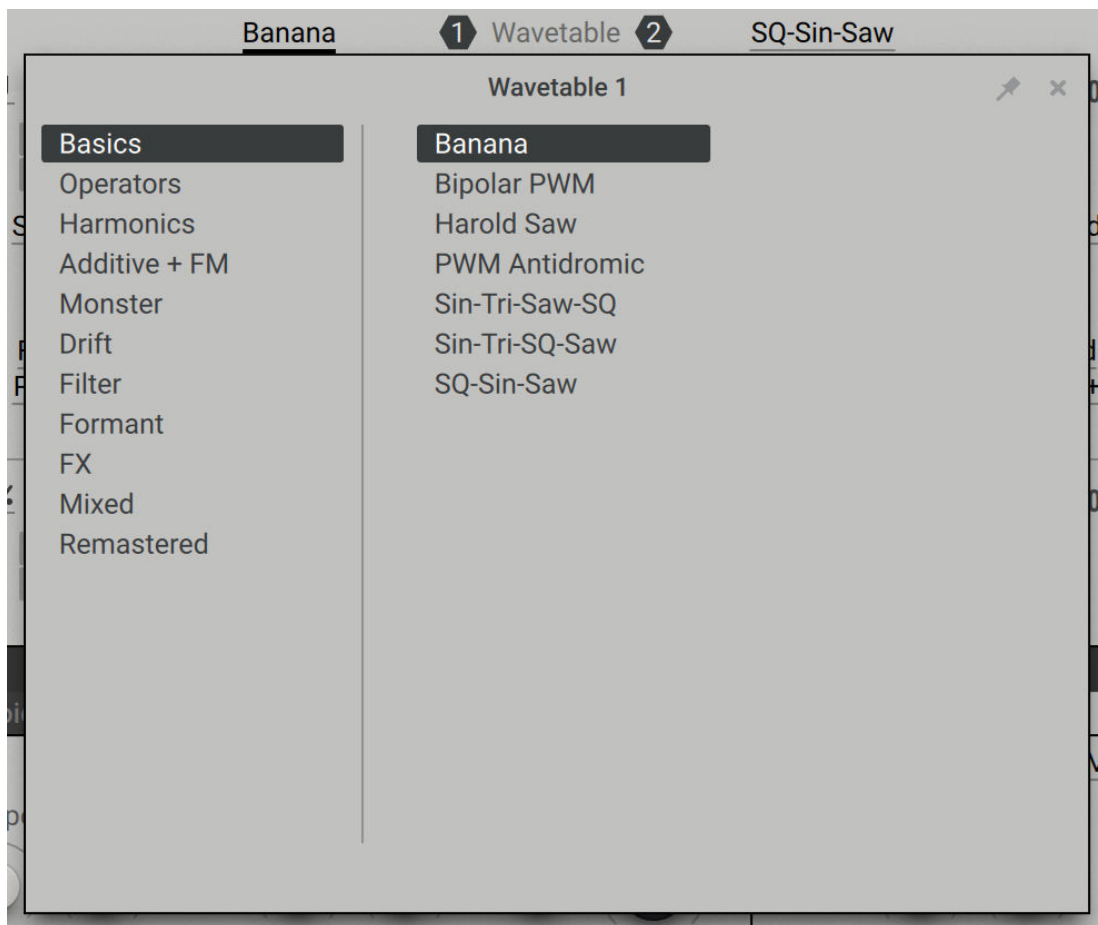 Banana 1 Wavetable 2 SQ-Sin-Saw
Wavetable 1
Basics
Operators
Harmonics
Additive + FM
Monster
Drift
Filter
Formant
FX
Mixed
Remastered
Banana
Bipolar PWM
Harold Saw
PWM Antidromic
Sin-Tri-Saw-SQ
Sin-Tri-SQ-Saw
SQ-Sin-Saw